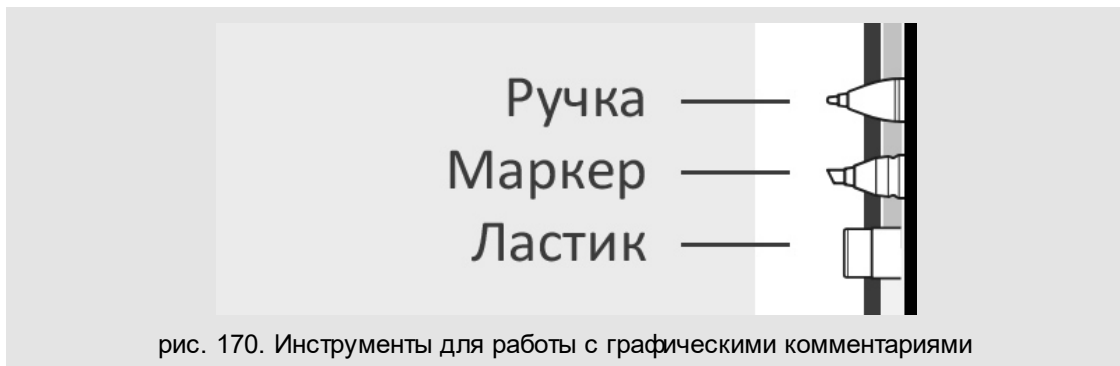 Ручка
Маркер
Ластик
рис. 170. Инструменты для работы с графическими комментариями